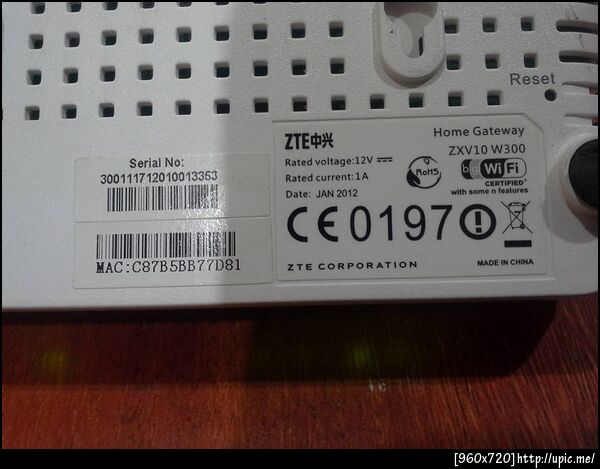 Reset
Serial No:
300111712010013353
MAC:C87B5BB77D81
ZTE中兴
Home Gateway
ZXV10 W300
Rated voltage:12V
Rated current:1A
Date: JAN 2012
RoHS
bg WiFi
CERTIFIED
with some n features
CE0197
ZTE CORPORATION
MADE IN CHINA
[960x720]http://upic.me/